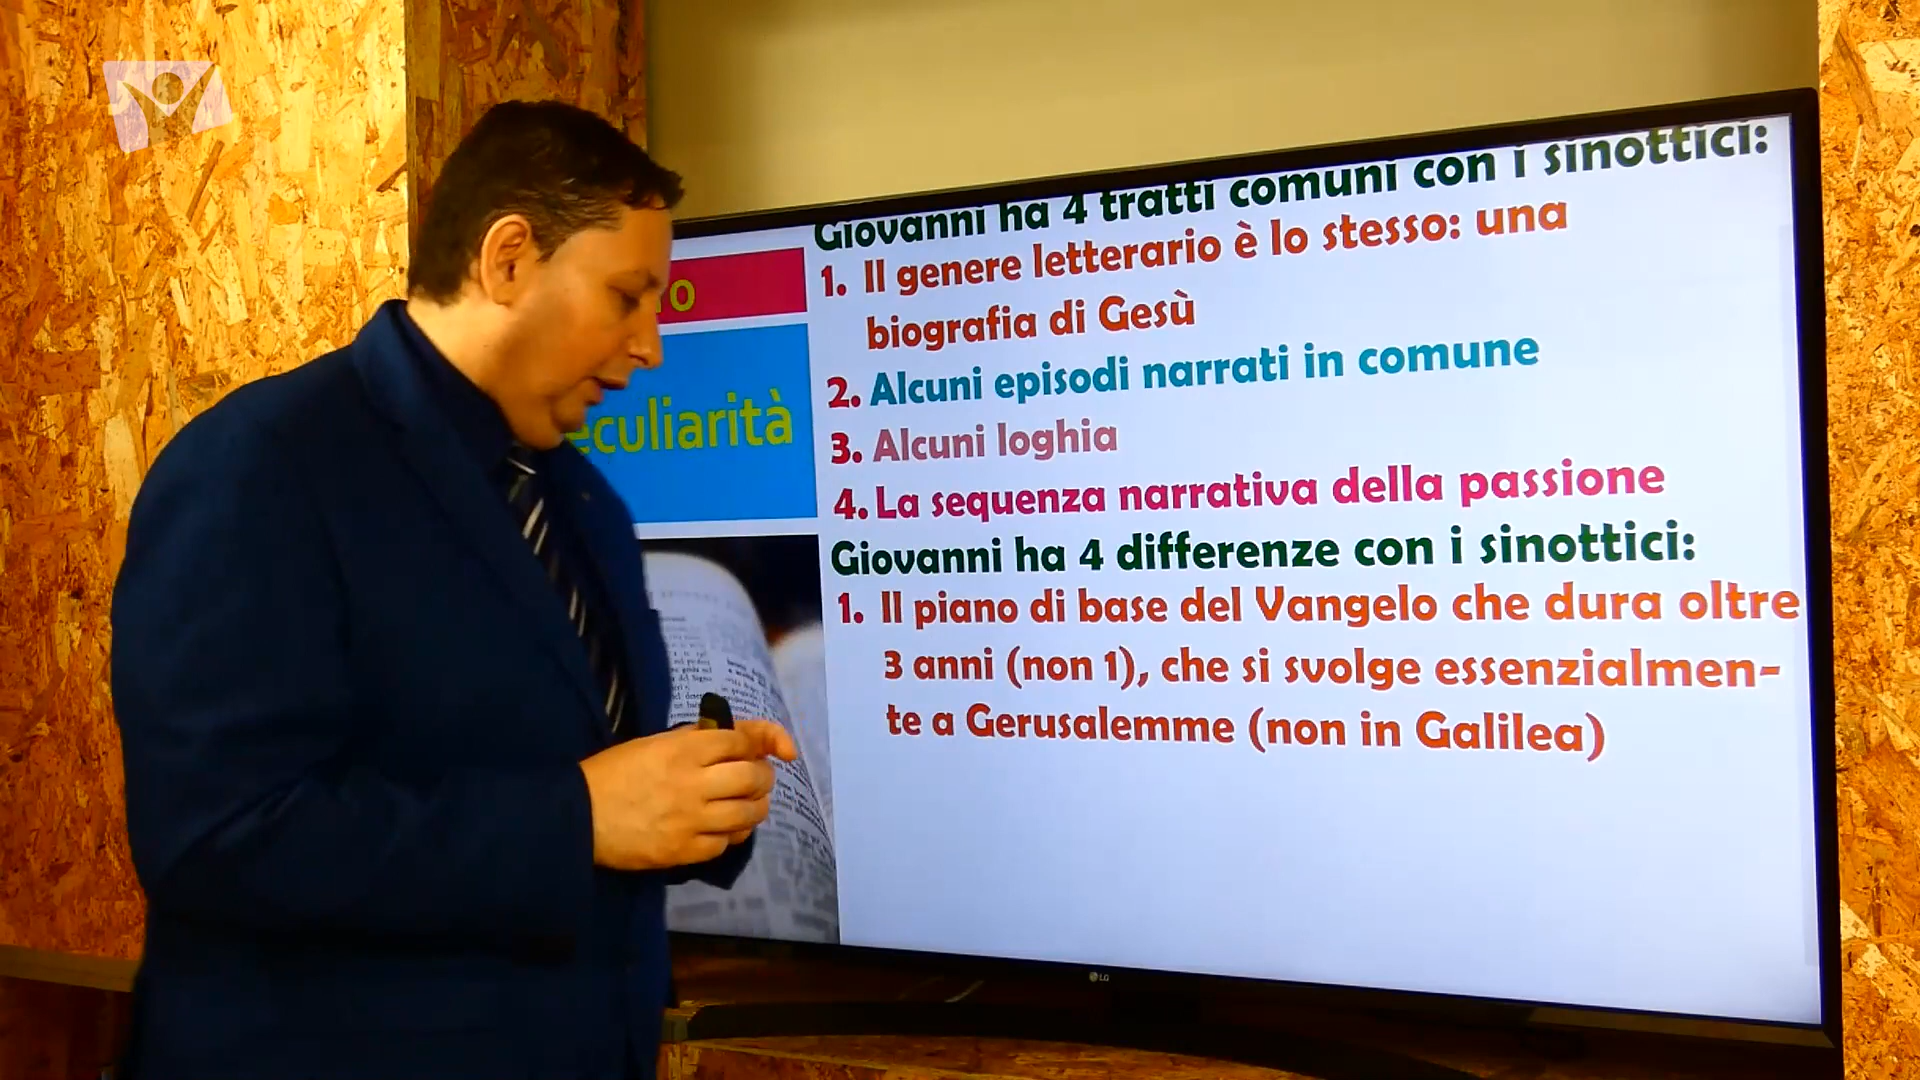 ro
eculiarità
Giovanni ha 4 tratti comuni con i sinottici:
1. Il genere letterario è lo stesso: una
biografia di Gesù
2. Alcuni episodi narrati in comune
3. Alcuni loghia
4. La sequenza narrativa della passione
Giovanni ha 4 differenze con i sinottici:
1. Il piano di base del Vangelo che dura oltre
3 anni (non 1), che si svolge essenzialmen-
te a Gerusalemme (non in Galilea)
LG